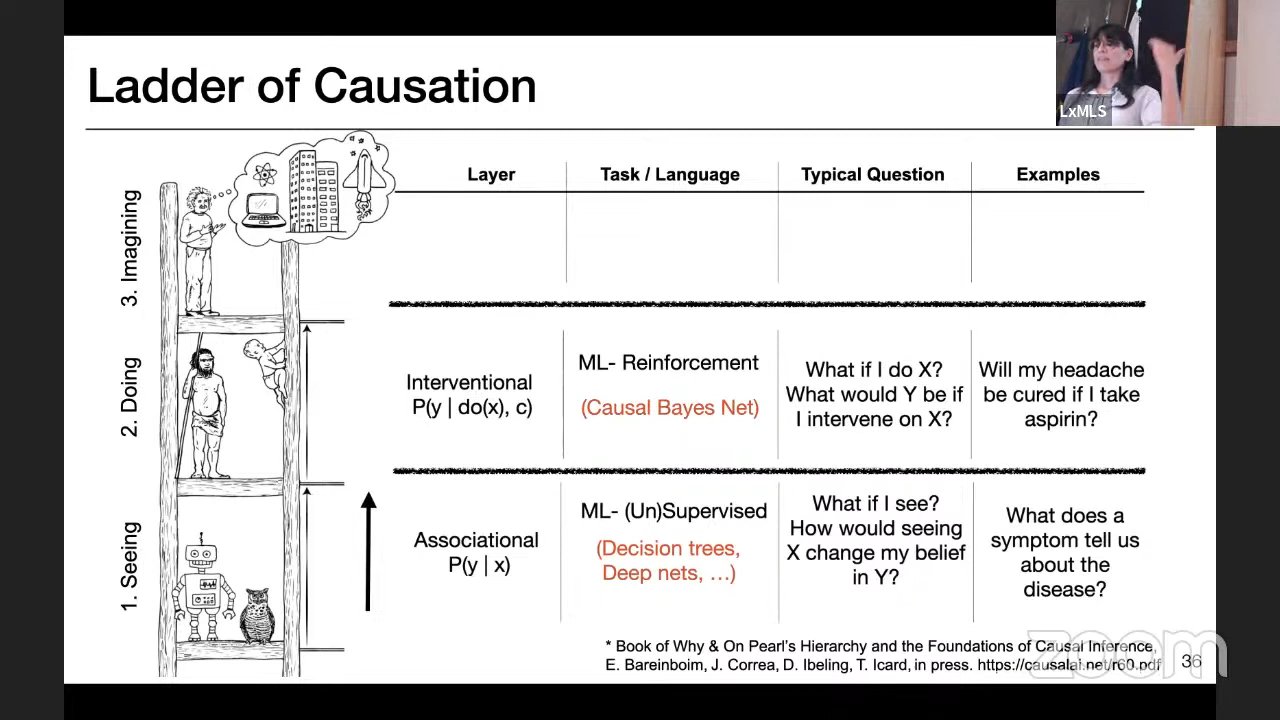 LxMLS
Ladder of Causation
Layer
Task / Language
Typical Question
Examples
3. Imagining
2. Doing
Interventional
P(y | do(x), c)
ML- Reinforcement
(Causal Bayes Net)
What if I do X?
What would Y be if
I intervene on X?
Will my headache
be cured if I take
aspirin?
1. Seeing
Associational
P(y | x)
ML- (Un)Supervised
(Decision trees,
Deep nets, …)
What if I see?
How would seeing
X change my belief
in Y?
What does a
symptom tell us
about the
disease?
* Book of Why & On Pearl's Hierarchy and the Foundations of Causal Inference,
E. Bareinboim, J. Correa, D. Ibeling, T. Icard, in press. https://causalai.net/r60.pdf
zoom
36